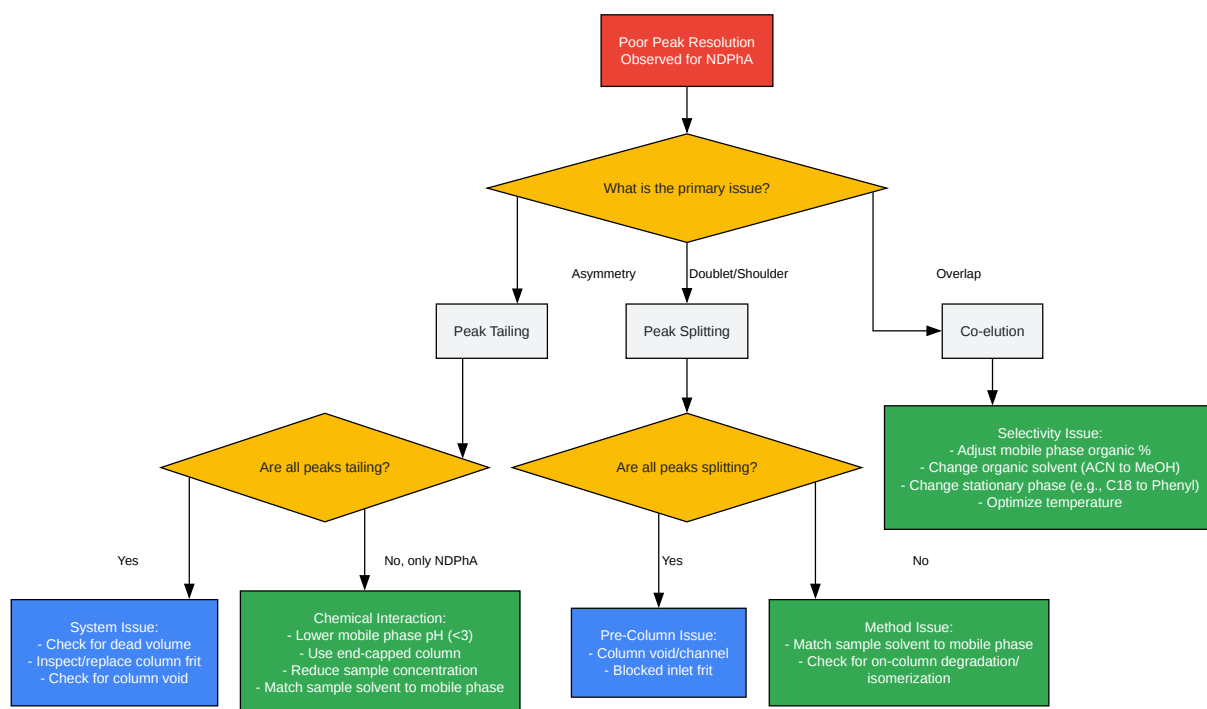 Poor Peak Resolution
Observed for NDPhA
What is the primary issue?
Asymmetry
Doublet/Shoulder
Overlap
Peak Tailing
Peak Splitting
Co-elution
Are all peaks tailing?
Are all peaks splitting?
Selectivity Issue:
- Adjust mobile phase organic %
- Change organic solvent (ACN to MeOH)
- Change stationary phase (e.g., C18 to Phenyl)
- Optimize temperature
Yes
No, only NDPhA
Yes
No
System Issue:
- Check for dead volume
- Inspect/replace column frit
- Check for column void
Chemical Interaction:
- Lower mobile phase pH (<3)
- Use end-capped column
- Reduce sample concentration
- Match sample solvent to mobile phase
Pre-Column Issue:
- Column void/channel
- Blocked inlet frit
Method Issue:
- Match sample solvent to mobile phase
- Check for on-column degradation/
isomerization